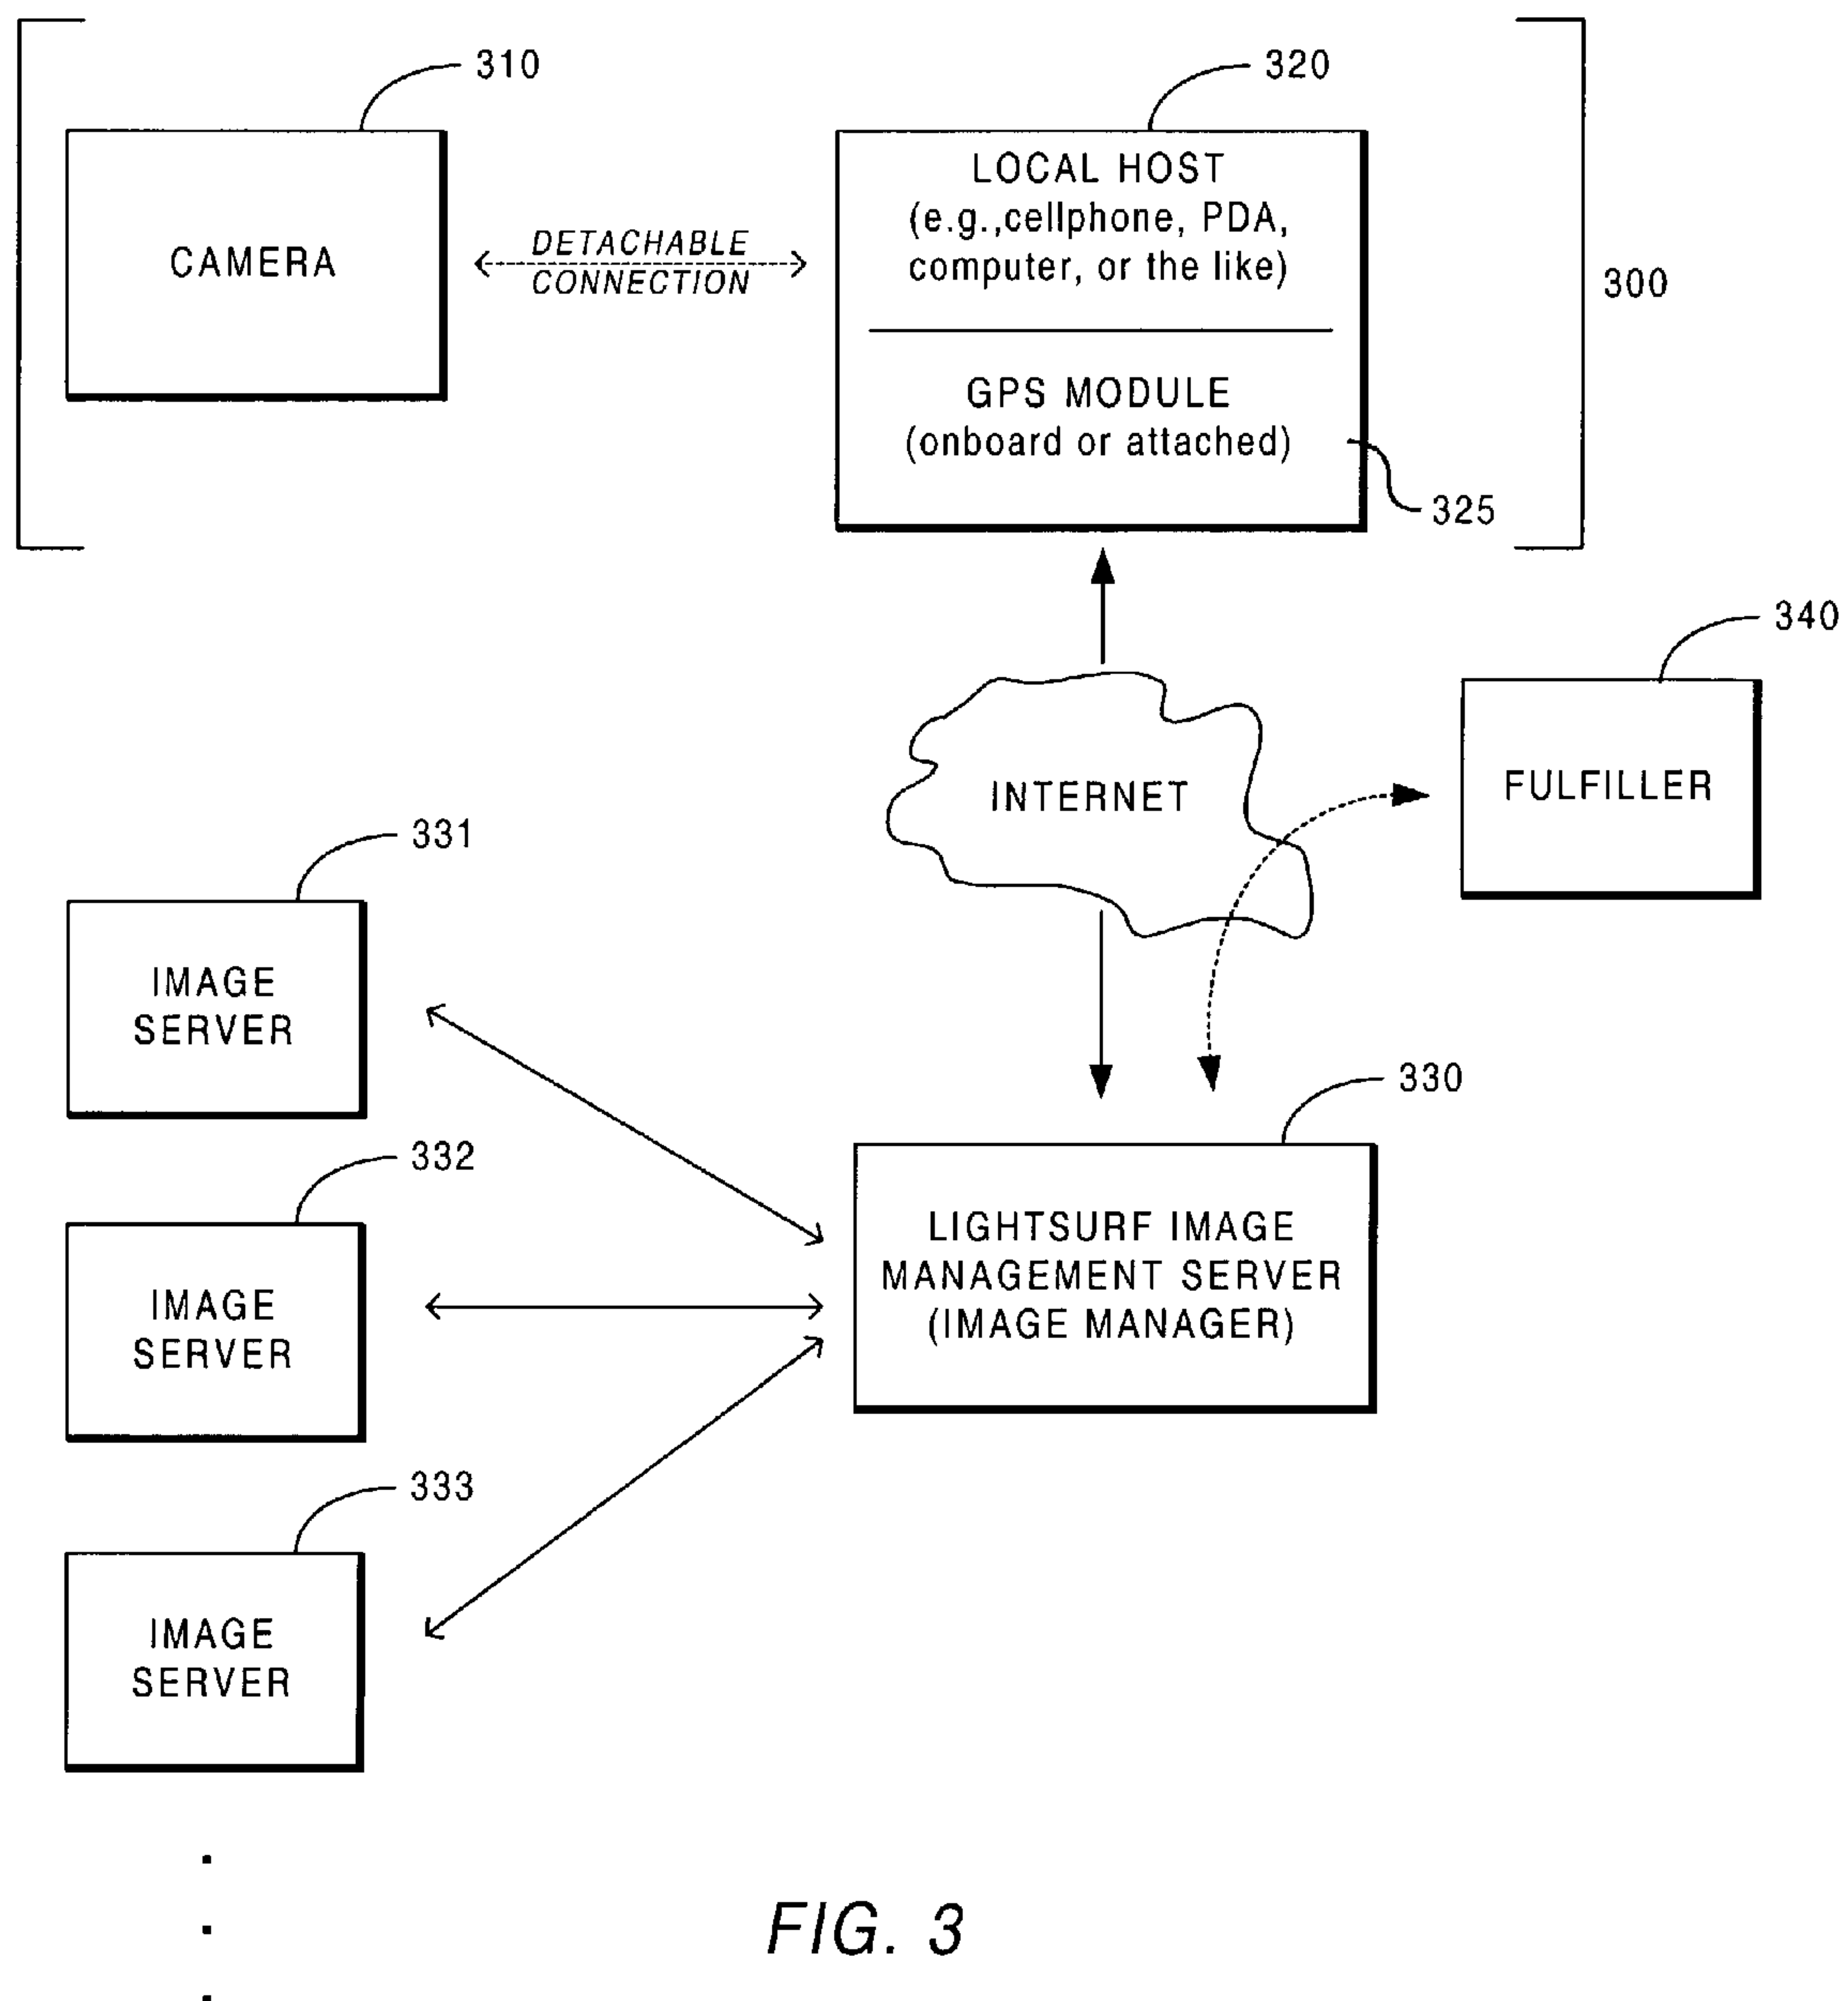 310
320
CAMERA
DETACHABLE
CONNECTION
LOCAL HOST
(e.g.,cellphone, PDA,
computer, or the like)
GPS MODULE
(onboard or attached)
300
325
340
INTERNET
FULFILLER
331
IMAGE
SERVER
330
332
LIGHTSURF IMAGE
MANAGEMENT SERVER
(IMAGE MANAGER)
IMAGE
SERVER
333
IMAGE
SERVER
FIG. 3